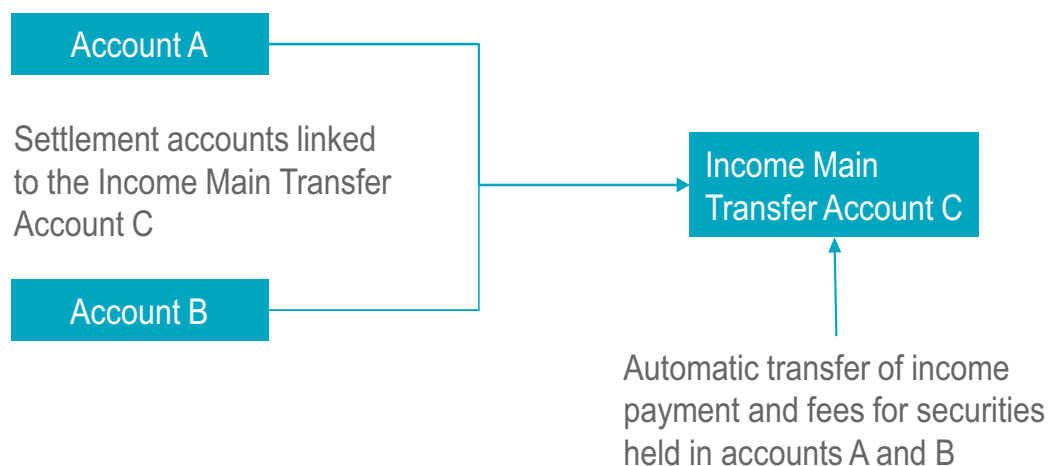 Account A
Settlement accounts linked
to the Income Main Transfer
Account C
Account B
Income Main
Transfer Account C
Automatic transfer of income
payment and fees for securities
held in accounts A and B